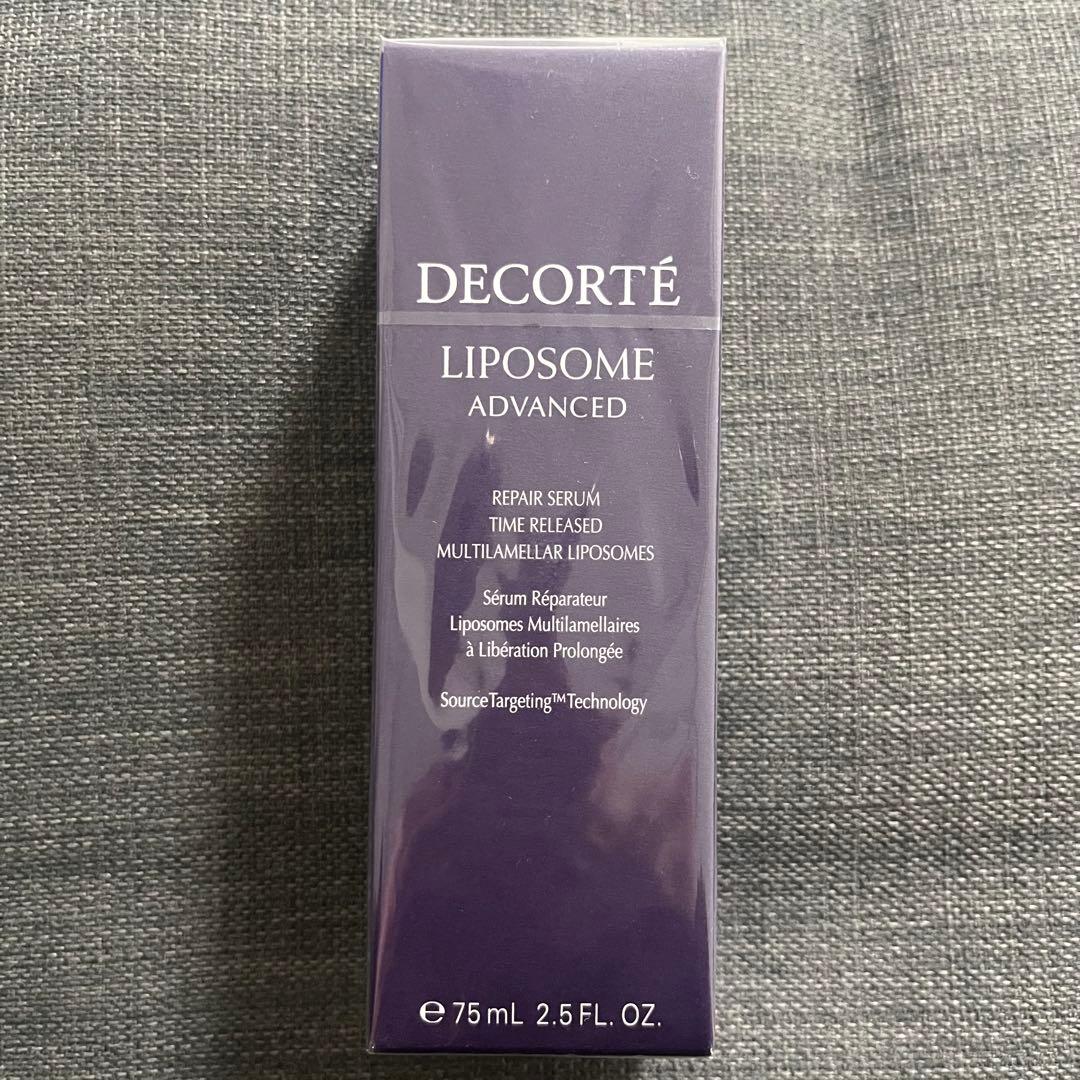 DECORTÉ
LIPOSOME
ADVANCED
REPAIR SERUM
TIME RELEASED
MULTILAMELLAR LIPOSOMES
Sérum Réparateur
Liposomes Multilamellaires
à Libération Prolongée
SourceTargeting™Technology
℮ 75 mL 2.5 FL. OZ.